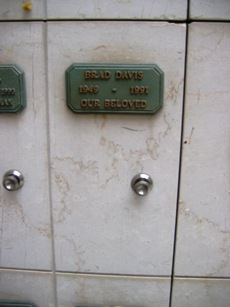 BRAD DAVIS
1949 • 1991
OUR BELOVED